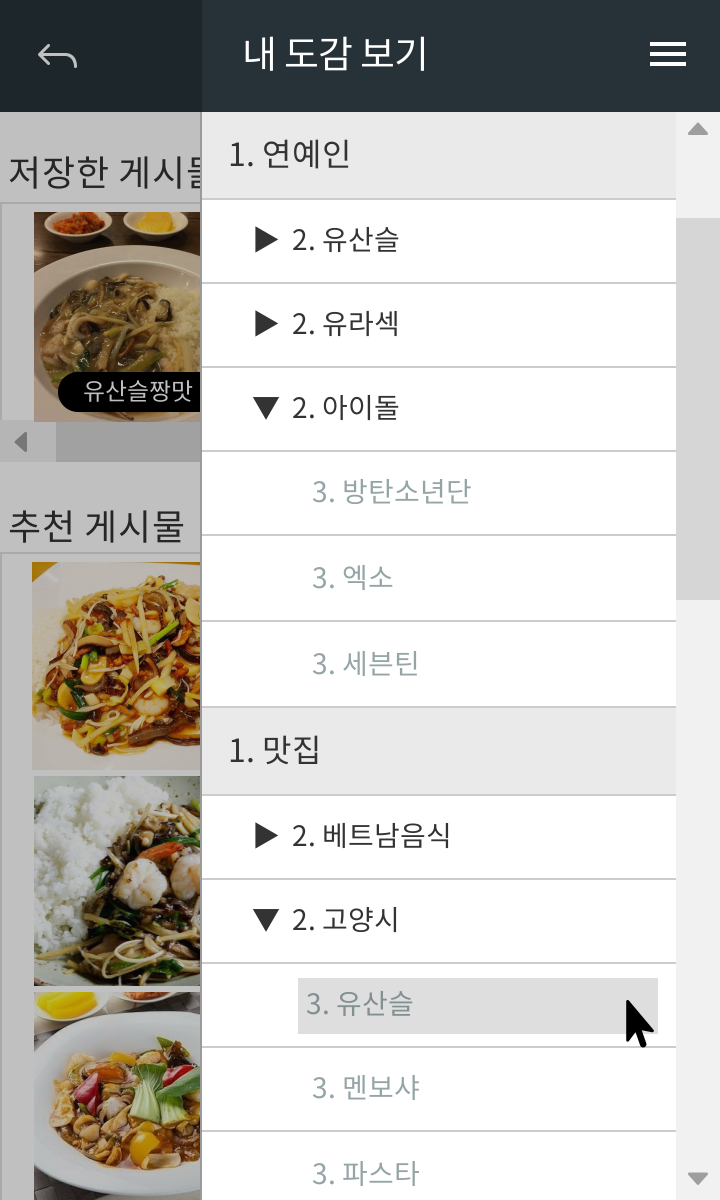 내 도감 보기
저장한 게시물
유산슬짱맛
추천 게시물
1. 연예인
▶ 2. 유산슬
▶ 2. 유라섹
▼ 2. 아이돌
3. 방탄소년단
3. 엑소
3. 세븐틴
1. 맛집
▶ 2. 베트남음식
▼ 2. 고양시
3. 유산슬
3. 멘보샤
3. 파스타